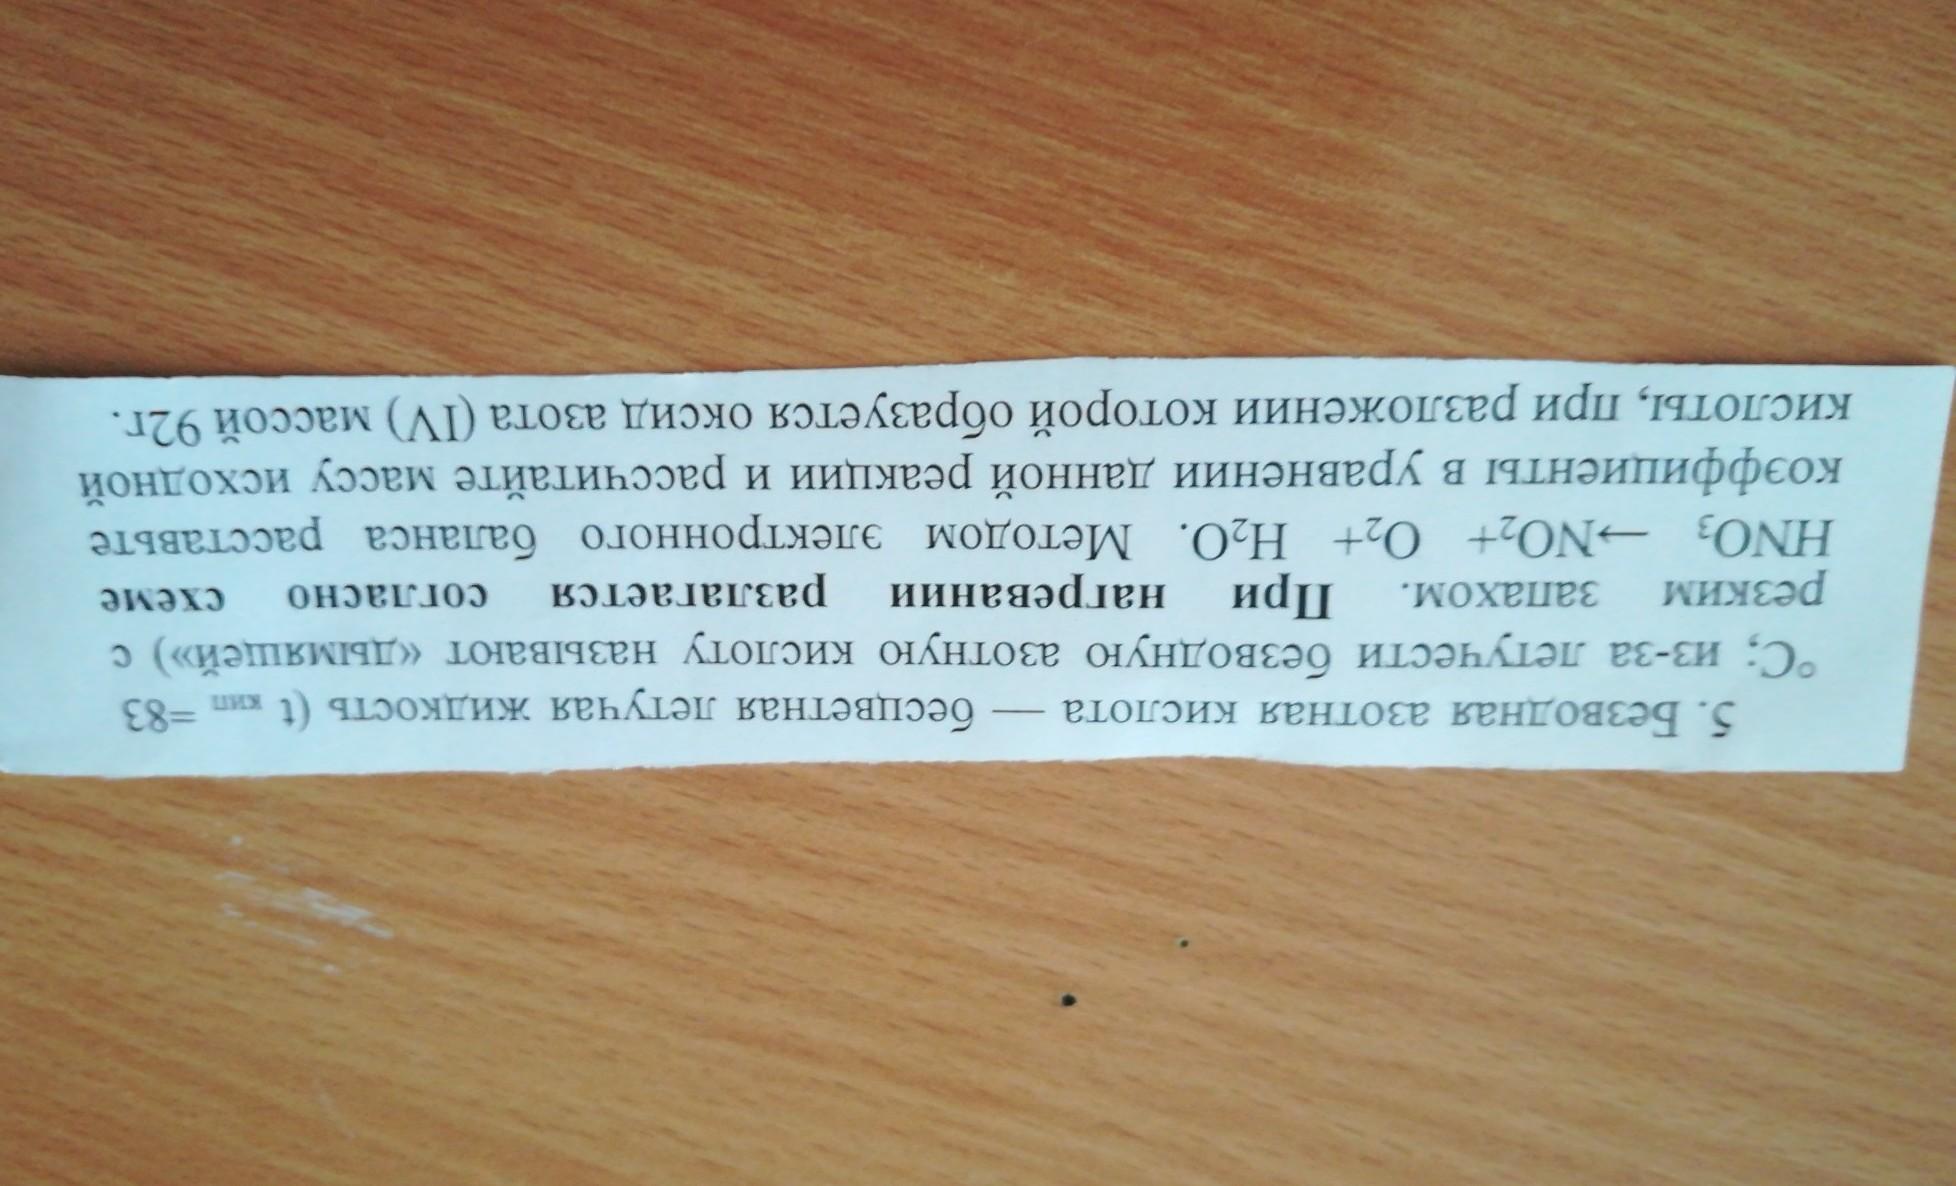 5. Безводная азотная кислота — бесцветная летучая жидкость (t кип =83
°C; из-за летучести безводную азотную кислоту называют «дымящей») с
резким запахом. При нагревании разлагается согласно схеме
HNO₃ →NO₂+ O₂+ H₂O. Методом электронного баланса расставьте
коэффициенты в уравнении данной реакции и рассчитайте массу исходной
кислоты, при разложении которой образуется оксид азота (IV) массой 92г.